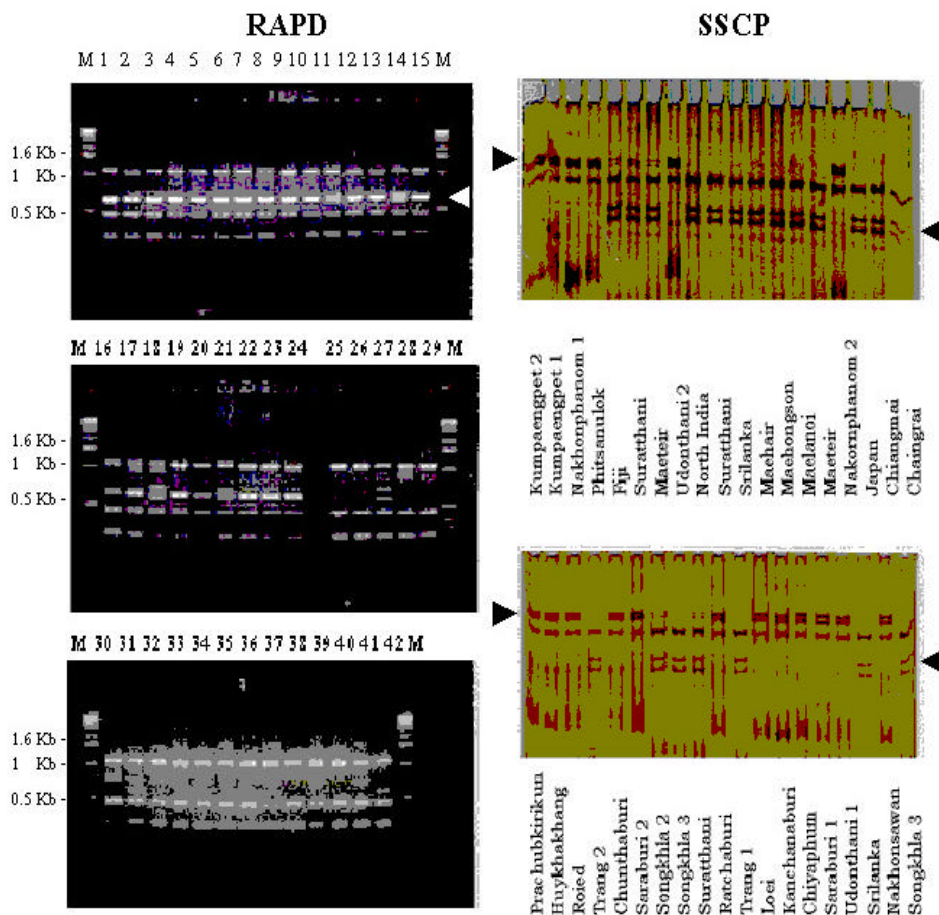 RAPD
M 1 2 3 4 5 6 7 8 9 10 11 12 13 14 15 M
1.6 Kb -
1 Kb -
0.5 Kb -
M 16 17 18 19 20 21 22 23 24 25 26 27 28 29 M
1.6 Kb -
1 Kb -
0.5 Kb -
M 30 31 32 33 34 35 36 37 38 39 40 41 42 M
1.6 Kb -
1 Kb -
0.5 Kb -
SSCP
Kumpaengpet 2
Kumpaengpet 1
Nakhonphanom 1
Phitsanulok
Fiji
Suratthani
Maeteir
Udonthani 2
North India
Suratthani
Srilanka
Maehair
Maehongson
Maelanoi
Maeteir
Nakornphanom 2
Japan
Chiangmai
Chaingrai
Prachubkirikun
Huykhakhang
Roied
Trang 2
Chunthaburi
Saraburi 2
Songkhla 2
Songkhla 3
Suratthani
Ratchaburi
Trang 1
Loei
Kanchanaburi
Chiyaphum
Saraburi 1
Udonthani 1
Srilanka
Nakhonsawan
Songkhla 3